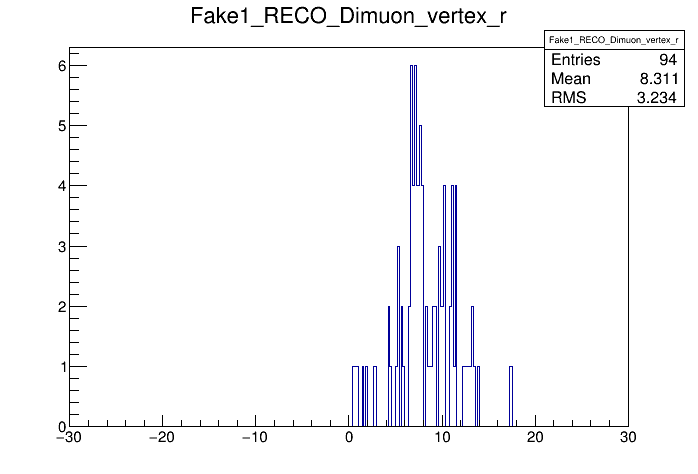 Fake1_RECO_Dimuon_vertex_r
Fake1_RECO_Dimuon_vertex_r
Entries 94
Mean 8.311
RMS 3.234
6
5
4
3
2
1
0
−30 −20 −10 0 10 20 30